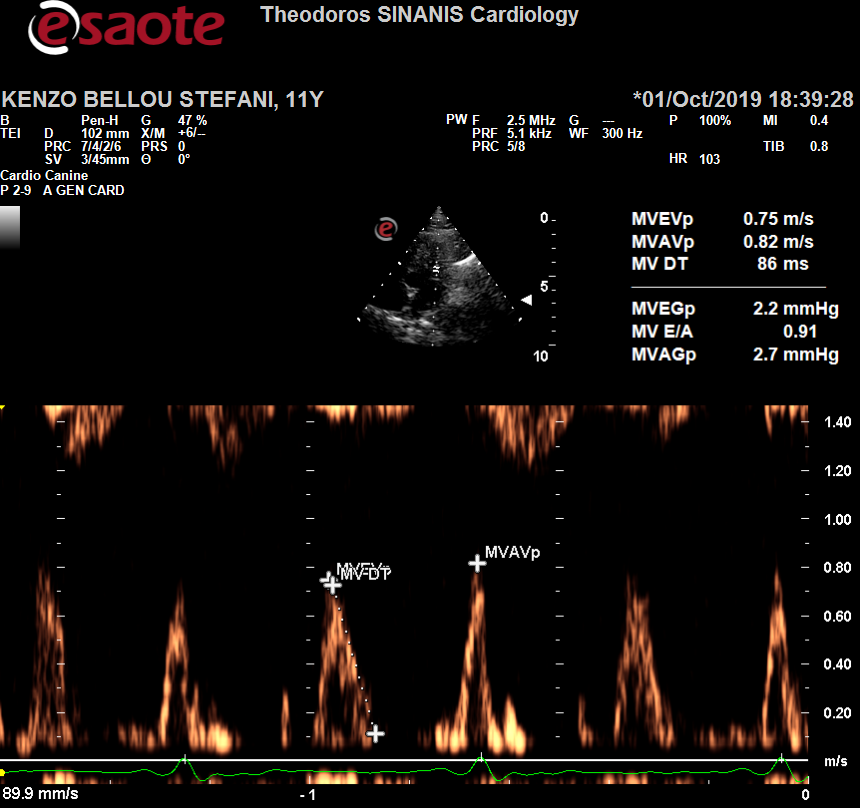 esaote
Theodoros SINANIS Cardiology
KENZO BELLOU STEFANI, 11Y
*01/Oct/2019 18:39:28
B Pen-H G 47 %
TEI D 102 mm X/M +6/--
PRC 7/4/2/6 PRS 0
SV 3/45mm Θ 0°
PW F 2.5 MHz G ---
PRF 5.1 kHz WF 300 Hz
PRC 5/8
P 100% MI 0.4
TIB 0.8
HR 103
Cardio Canine
P 2-9 A GEN CARD
e
0
5
10
MVEVp 0.75 m/s
MVAVp 0.82 m/s
MV DT 86 ms
MVEGp 2.2 mmHg
MV E/A 0.91
MVAGp 2.7 mmHg
1.40
1.20
1.00
0.80
0.60
0.40
0.20
m/s
MVEVp
MV DT
MVAVp
89.9 mm/s
-1
0